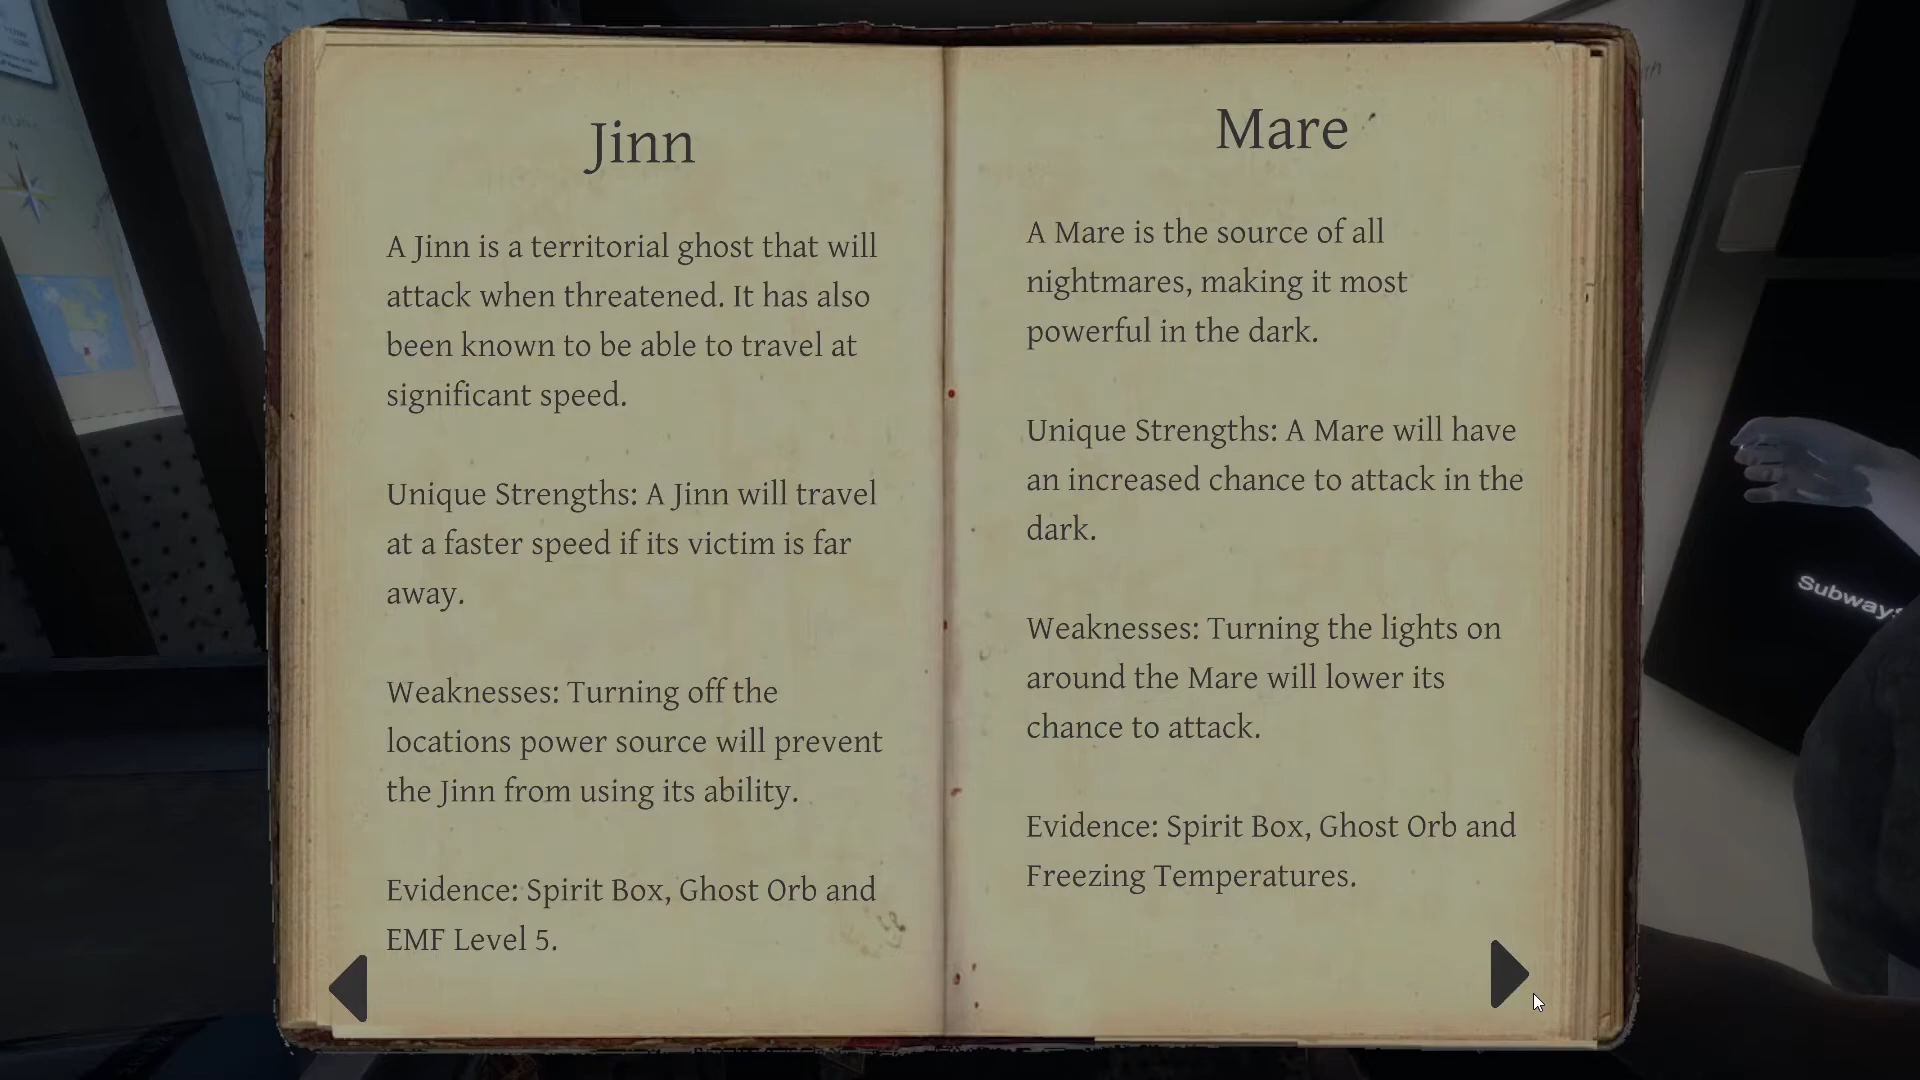 Jinn
A Jinn is a territorial ghost that will
attack when threatened. It has also
been known to be able to travel at
significant speed.
Unique Strengths: A Jinn will travel
at a faster speed if its victim is far
away.
Weaknesses: Turning off the
locations power source will prevent
the Jinn from using its ability.
Evidence: Spirit Box, Ghost Orb and
EMF Level 5.
Mare
A Mare is the source of all
nightmares, making it most
powerful in the dark.
Unique Strengths: A Mare will have
an increased chance to attack in the
dark.
Weaknesses: Turning the lights on
around the Mare will lower its
chance to attack.
Evidence: Spirit Box, Ghost Orb and
Freezing Temperatures.
N